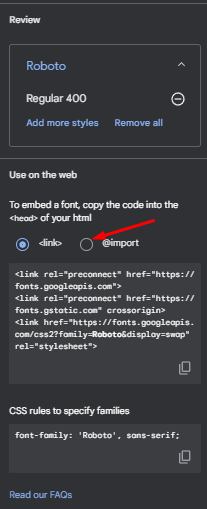 Review
Roboto
Regular 400
Add more styles Remove all
Use on the web
To embed a font, copy the code into the
<head> of your html
<link> @import
<link rel="preconnect" href="https://
fonts.googleapis.com">
<link rel="preconnect" href="https://
fonts.gstatic.com" crossorigin>
<link href="https://fonts.googleapis.
com/css2?family=Roboto&display=swap"
rel="stylesheet">
CSS rules to specify families
font-family: 'Roboto', sans-serif;
Read our FAQs